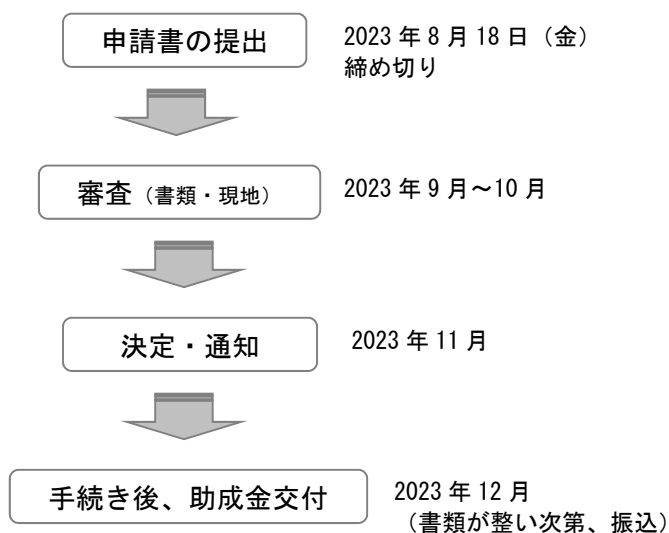 申請書の提出
2023 年 8 月 18 日（金）
締め切り
審査（書類・現地）
2023 年 9 月～10 月
決定・通知
2023 年 11 月
手続き後、助成金交付
2023 年 12 月
（書類が整い次第、振込）